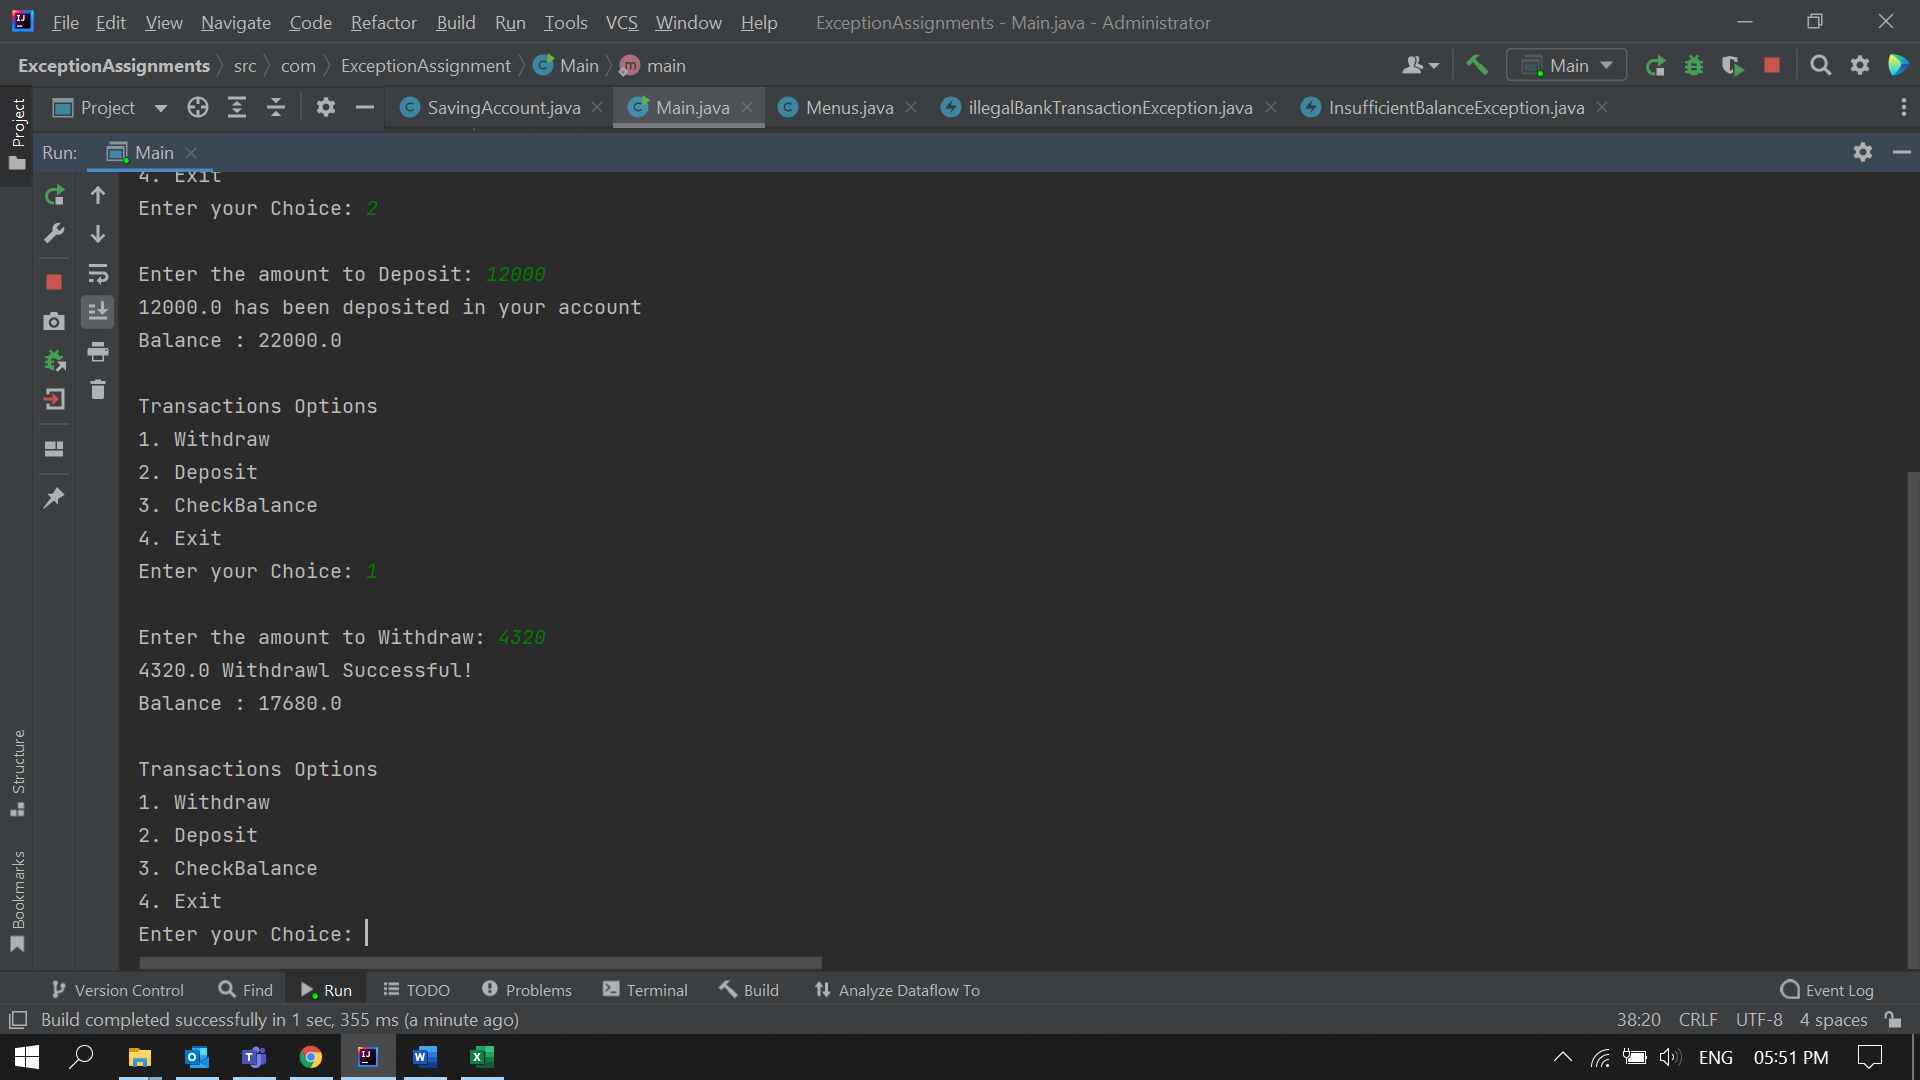 File Edit View Navigate Code Refactor Build Run Tools VCS Window Help ExceptionAssignments - Main.java - Administrator
ExceptionAssignments src com ExceptionAssignment Main main Main
Project SavingAccount.java Main.java Menus.java illegalBankTransactionException.java InsufficientBalanceException.java
Project
Run: Main
4. Exit
Enter your Choice: 2
Enter the amount to Deposit: 12000
12000.0 has been deposited in your account
Balance : 22000.0
Transactions Options
1. Withdraw
2. Deposit
3. CheckBalance
4. Exit
Enter your Choice: 1
Enter the amount to Withdraw: 4320
4320.0 Withdrawl Successful!
Balance : 17680.0
Transactions Options
1. Withdraw
2. Deposit
3. CheckBalance
4. Exit
Enter your Choice:
Structure
Bookmarks
Version Control Find Run TODO Problems Terminal Build Analyze Dataflow To Event Log
Build completed successfully in 1 sec, 355 ms (a minute ago) 38:20 CRLF UTF-8 4 spaces
ENG 05:51 PM